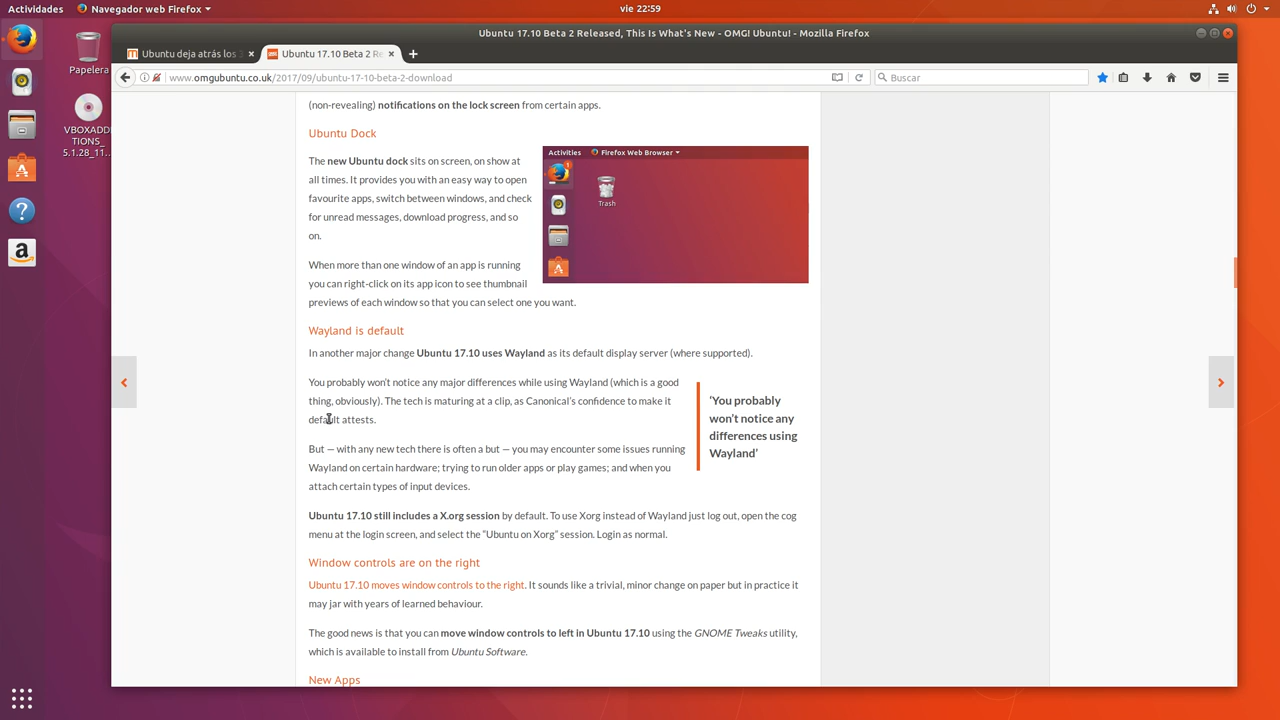 Actividades
Navegador web Firefox
vie 22:59
Papelera
VBOXADD
ITIONS_
5.1.28_11…
Ubuntu 17.10 Beta 2 Released, This Is What's New - OMG! Ubuntu! - Mozilla Firefox
Ubuntu deja atrás los 3
Ubuntu 17.10 Beta 2 Re
www.omgubuntu.co.uk/2017/09/ubuntu-17-10-beta-2-download
Buscar
(non-revealing) notifications on the lock screen from certain apps.
Ubuntu Dock
The new Ubuntu dock sits on screen, on show at
all times. It provides you with an easy way to open
favourite apps, switch between windows, and check
for unread messages, download progress, and so
on.
Activities
Firefox Web Browser
1
Trash
When more than one window of an app is running
you can right-click on its app icon to see thumbnail
previews of each window so that you can select one you want.
Wayland is default
In another major change Ubuntu 17.10 uses Wayland as its default display server (where supported).
You probably won't notice any major differences while using Wayland (which is a good
thing, obviously). The tech is maturing at a clip, as Canonical's confidence to make it
default attests.
‘You probably
won’t notice any
differences using
Wayland’
But — with any new tech there is often a but — you may encounter some issues running
Wayland on certain hardware; trying to run older apps or play games; and when you
attach certain types of input devices.
Ubuntu 17.10 still includes a X.org session by default. To use Xorg instead of Wayland just log out, open the cog
menu at the login screen, and select the “Ubuntu on Xorg” session. Login as normal.
Window controls are on the right
Ubuntu 17.10 moves window controls to the right. It sounds like a trivial, minor change on paper but in practice it
may jar with years of learned behaviour.
The good news is that you can move window controls to left in Ubuntu 17.10 using the GNOME Tweaks utility,
which is available to install from Ubuntu Software.
New Apps